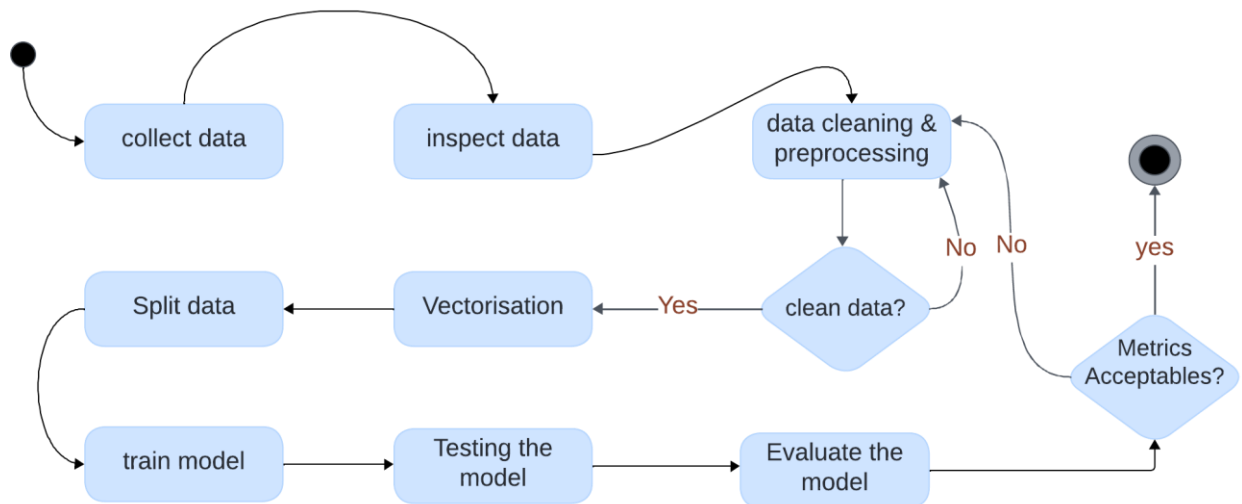 collect data
inspect data
data cleaning &
preprocessing
No
No
yes
Split data
Vectorisation
Yes
clean data?
Metrics
Acceptables?
train model
Testing the
model
Evaluate the
model